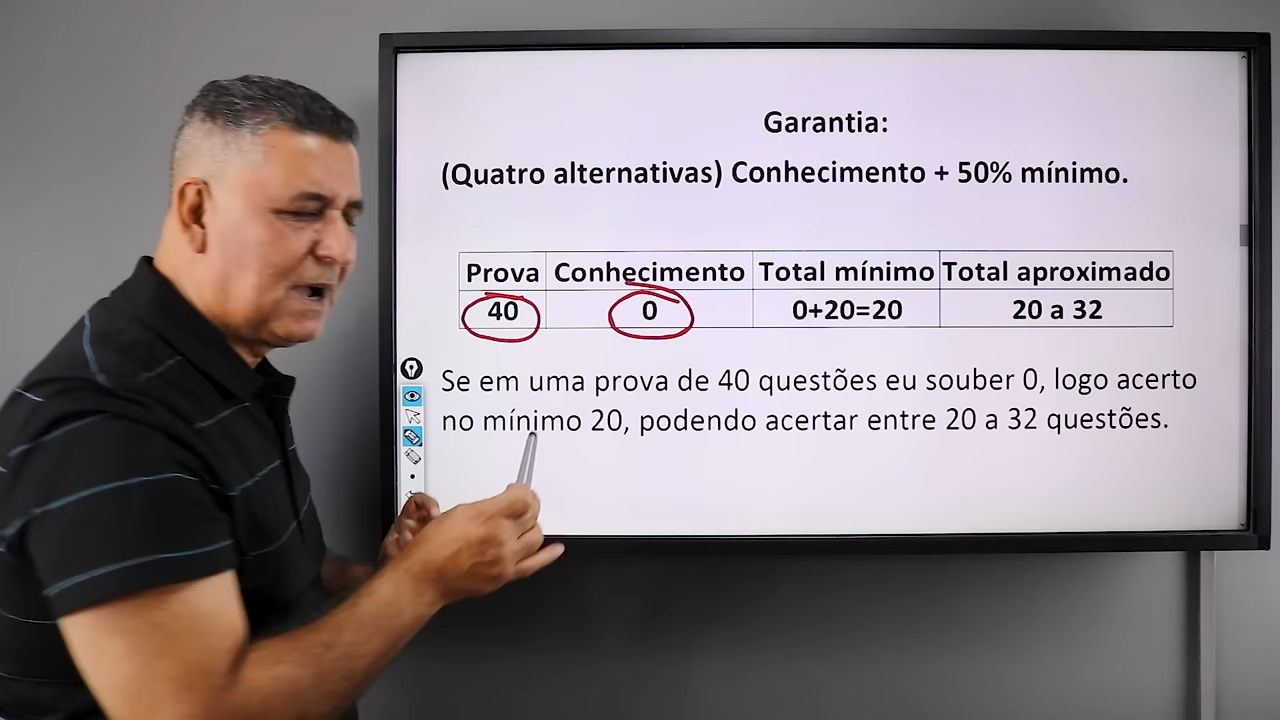 Garantia:
(Quatro alternativas) Conhecimento + 50% mínimo.
Prova Conhecimento Total mínimo Total aproximado
40 0 0+20=20 20 a 32
Se em uma prova de 40 questões eu souber 0, logo acerto
no mínimo 20, podendo acertar entre 20 a 32 questões.